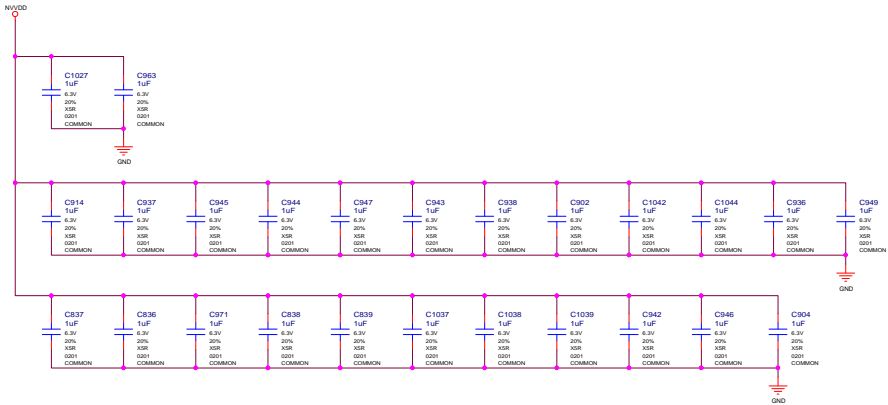 NVVDD
C1027 C963
1uF 1uF
6.3V 6.3V
20% 20%
X5R X5R
0201 0201
COMMON COMMON
GND
C914 C937 C945 C944 C947 C943 C938 C902 C1042 C1044 C936 C949
1uF 1uF 1uF 1uF 1uF 1uF 1uF 1uF 1uF 1uF 1uF 1uF
6.3V 6.3V 6.3V 6.3V 6.3V 6.3V 6.3V 6.3V 6.3V 6.3V 6.3V 6.3V
20% 20% 20% 20% 20% 20% 20% 20% 20% 20% 20% 20%
X5R X5R X5R X5R X5R X5R X5R X5R X5R X5R X5R X5R
0201 0201 0201 0201 0201 0201 0201 0201 0201 0201 0201 0201
COMMON COMMON COMMON COMMON COMMON COMMON COMMON COMMON COMMON COMMON COMMON COMMON
GND
C837 C836 C971 C838 C839 C1037 C1038 C1039 C942 C946 C904
1uF 1uF 1uF 1uF 1uF 1uF 1uF 1uF 1uF 1uF 1uF
6.3V 6.3V 6.3V 6.3V 6.3V 6.3V 6.3V 6.3V 6.3V 6.3V 6.3V
20% 20% 20% 20% 20% 20% 20% 20% 20% 20% 20%
X5R X5R X5R X5R X5R X5R X5R X5R X5R X5R X5R
0201 0201 0201 0201 0201 0201 0201 0201 0201 0201 0201
COMMON COMMON COMMON COMMON COMMON COMMON COMMON COMMON COMMON COMMON COMMON
GND